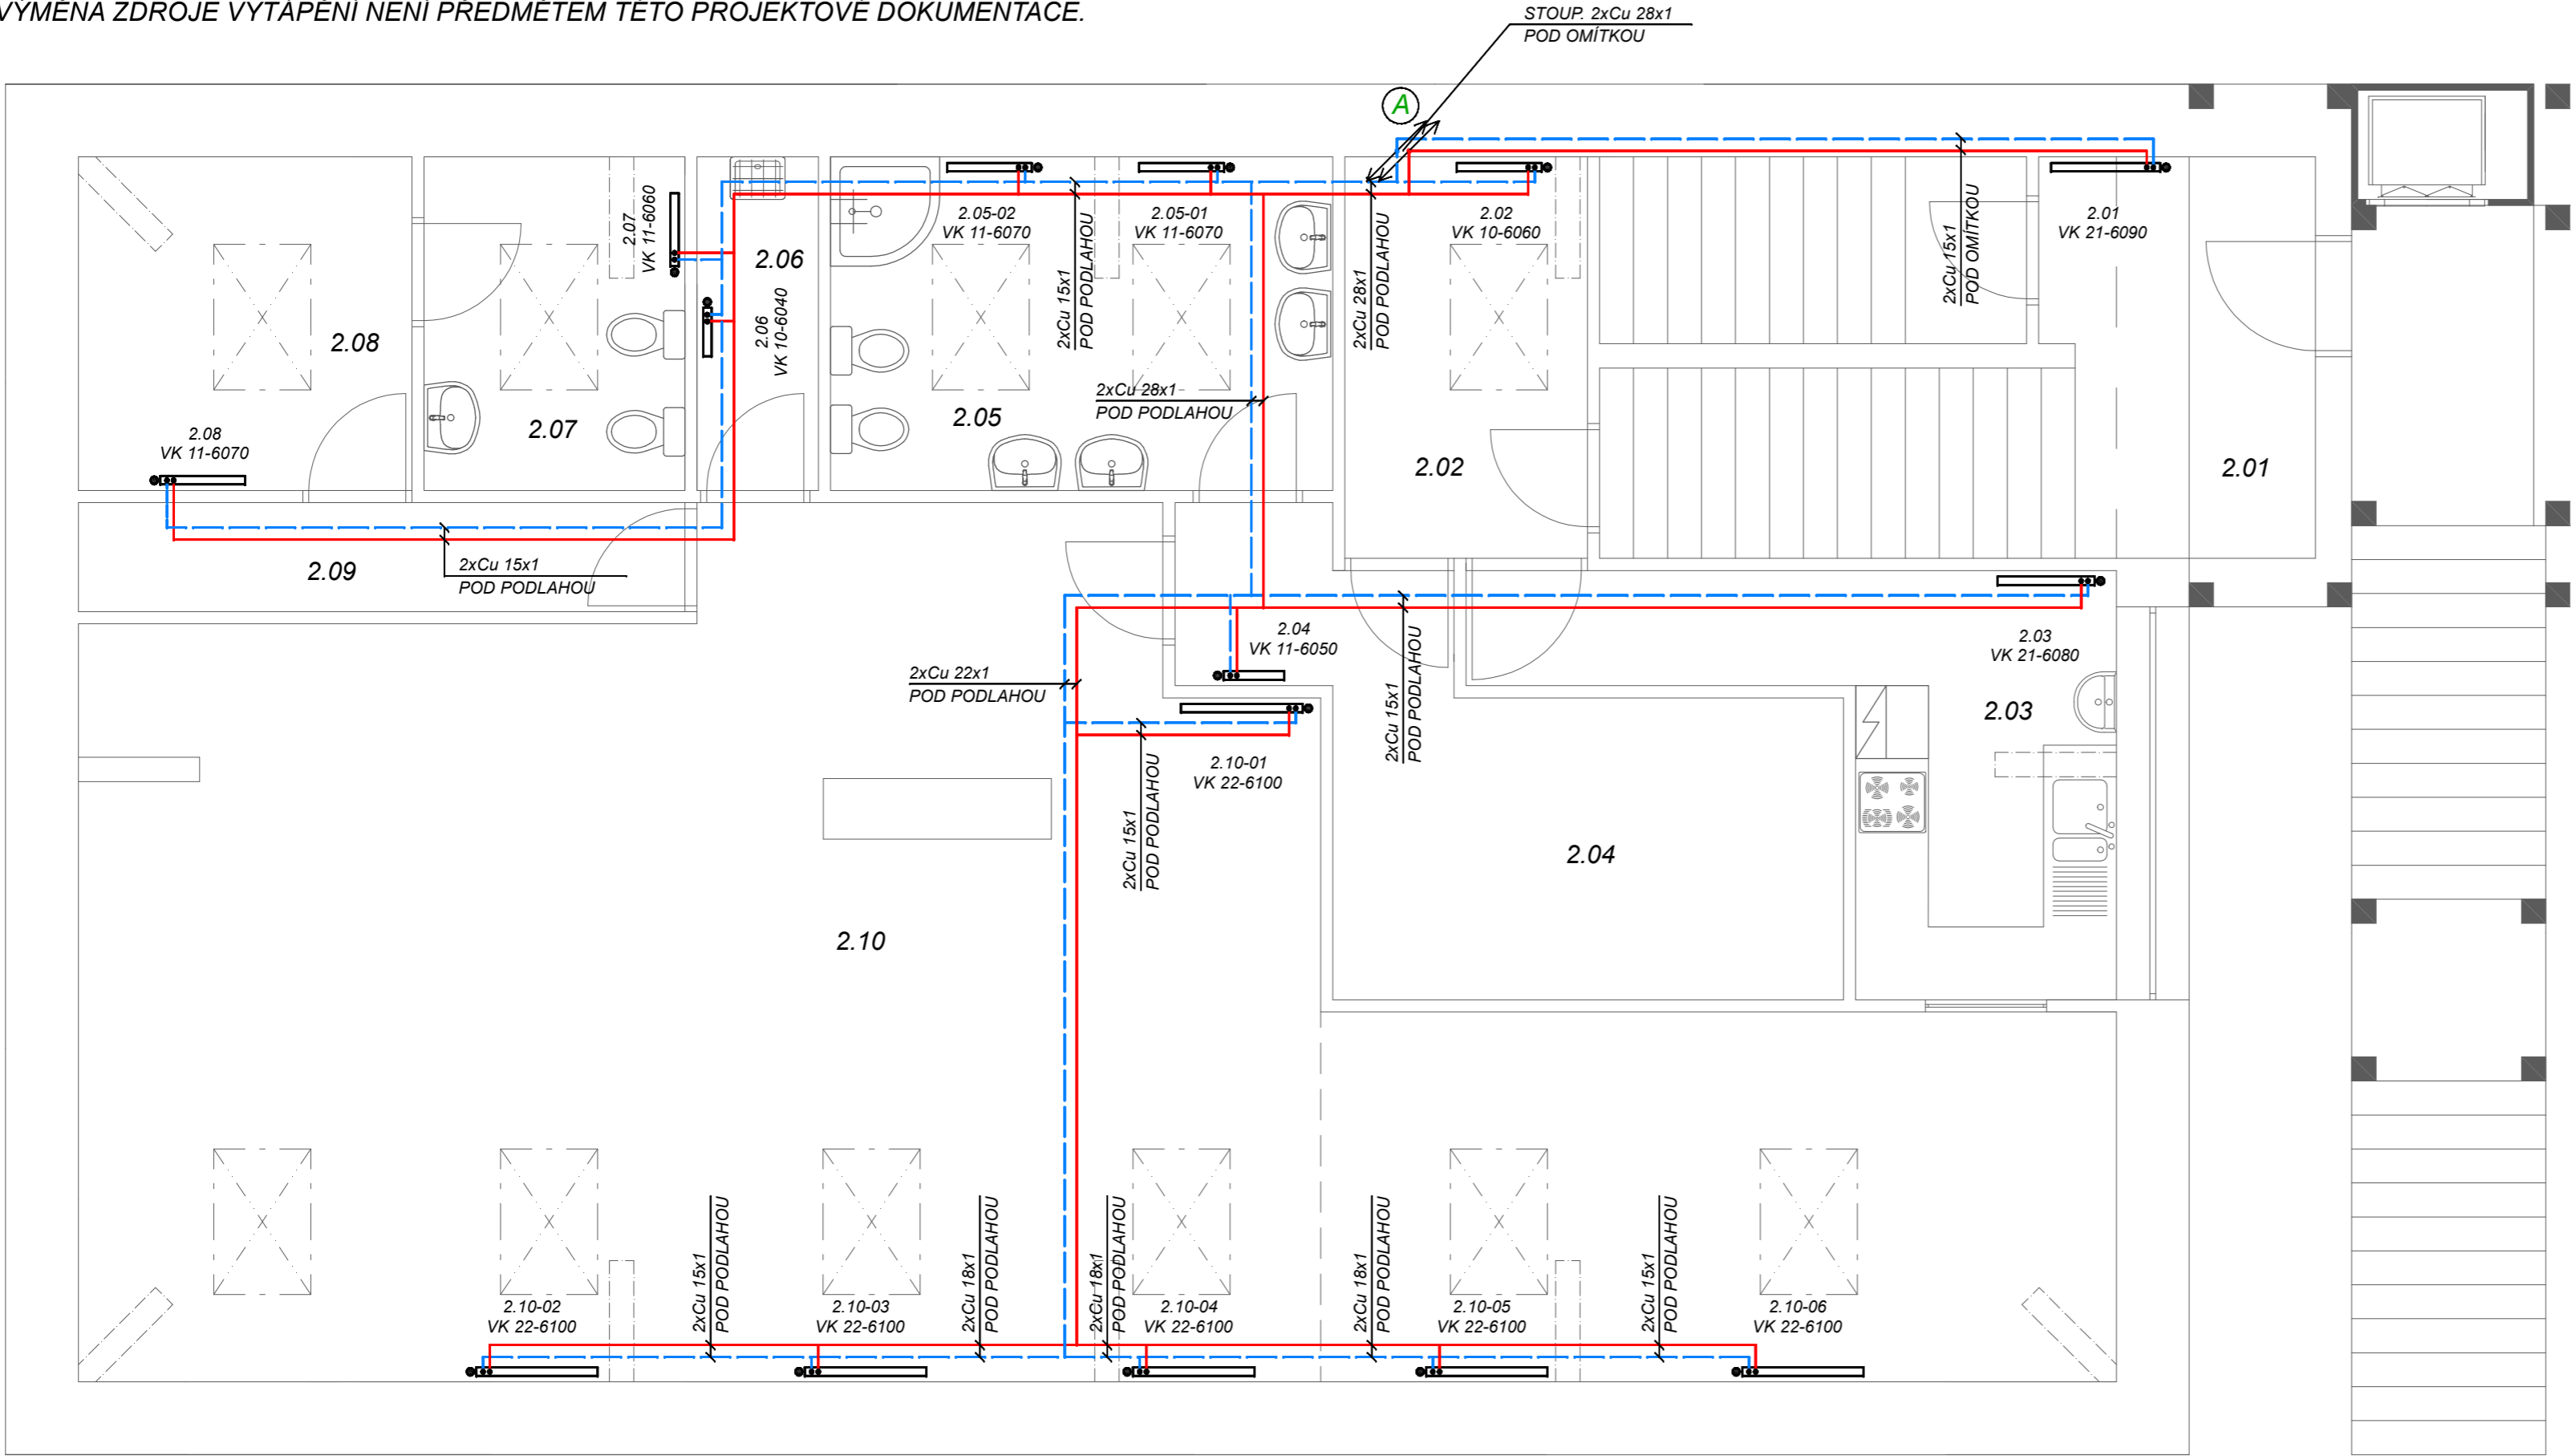 VÝMĚNA ZDROJE VYTÁPĚNÍ NENÍ PŘEDMĚTEM TÉTO PROJEKTOVÉ DOKUMENTACE.
STOUP. 2xCu 28x1
POD OMÍTKOU
A
2.07
VK 11-6060
2.06
2.06
VK 10-6040
2.05-02
VK 11-6070
2xCu 15x1
POD PODLAHOU
2.05-01
VK 11-6070
2xCu 28x1
POD PODLAHOU
2.02
VK 10-6060
2xCu 15x1
POD OMÍTKOU
2.01
VK 21-6090
2.08
2.08
VK 11-6070
2.07
2.05
2xCu 28x1
POD PODLAHOU
2.02
2.01
2.09
2xCu 15x1
POD PODLAHOU
2.04
VK 11-6050
2xCu 22x1
POD PODLAHOU
2xCu 15x1
POD PODLAHOU
2.03
VK 21-6080
2.03
2.10-01
VK 22-6100
2xCu 15x1
POD PODLAHOU
2.04
2.10
2xCu 15x1
POD PODLAHOU
2xCu 18x1
POD PODLAHOU
2xCu 18x1
POD PODLAHOU
2xCu 18x1
POD PODLAHOU
2xCu 15x1
POD PODLAHOU
2.10-02
VK 22-6100
2.10-03
VK 22-6100
2.10-04
VK 22-6100
2.10-05
VK 22-6100
2.10-06
VK 22-6100